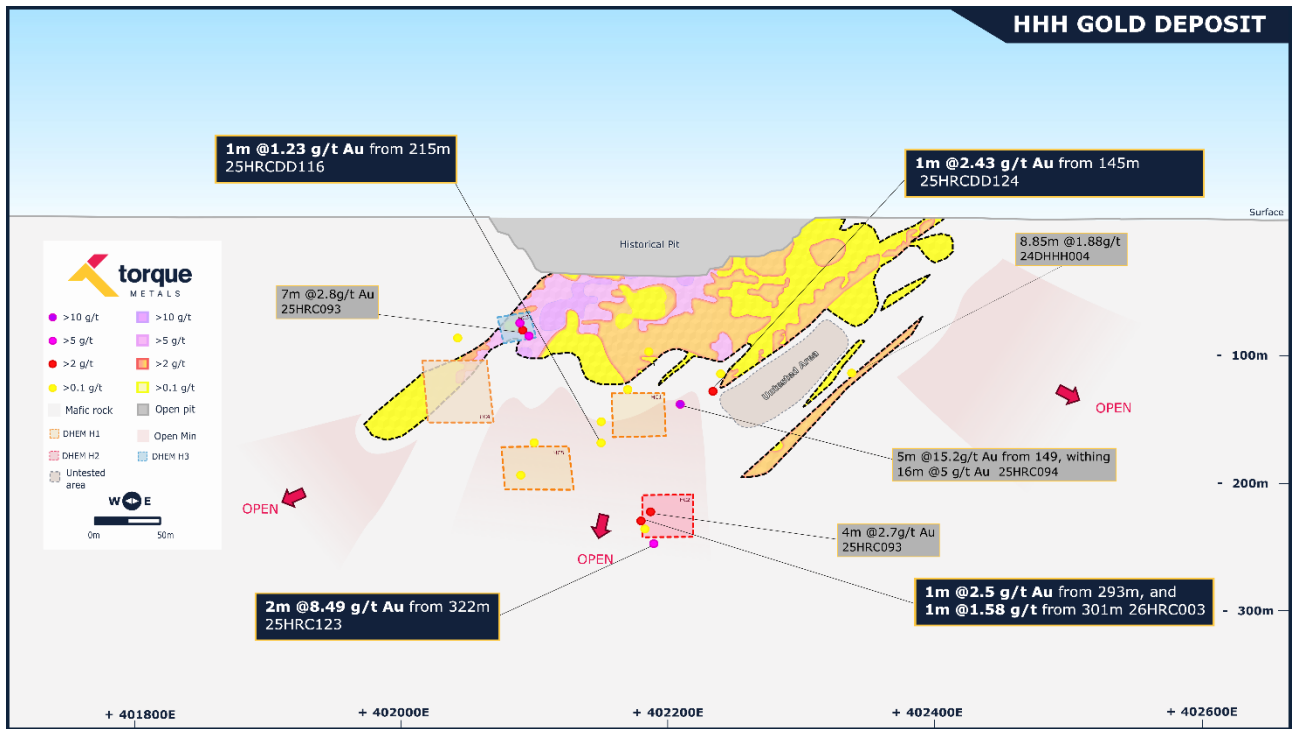 HHH GOLD DEPOSIT
1m @1.23 g/t Au from 215m
25HRCDD116
1m @2.43 g/t Au from 145m
25HRCDD124
Surface
Historical Pit
8.85m @1.88g/t
24DHHH004
torque
METALS
>10 g/t
>10 g/t
>5 g/t
>5 g/t
>2 g/t
>2 g/t
>0.1 g/t
>0.1 g/t
Mafic rock
Open pit
DHEM H1
Open Min
DHEM H2
DHEM H3
Untested
area
W
E
0m
50m
7m @2.8g/t Au
25HRC093
- 100m
Untested Area
OPEN
5m @15.2g/t Au from 149, withing
16m @5 g/t Au 25HRC094
- 200m
OPEN
4m @2.7g/t Au
25HRC093
OPEN
2m @8.49 g/t Au from 322m
25HRC123
1m @2.5 g/t Au from 293m, and
1m @1.58 g/t from 301m 26HRC003
- 300m
+ 401800E
+ 402000E
+ 402200E
+ 402400E
+ 402600E